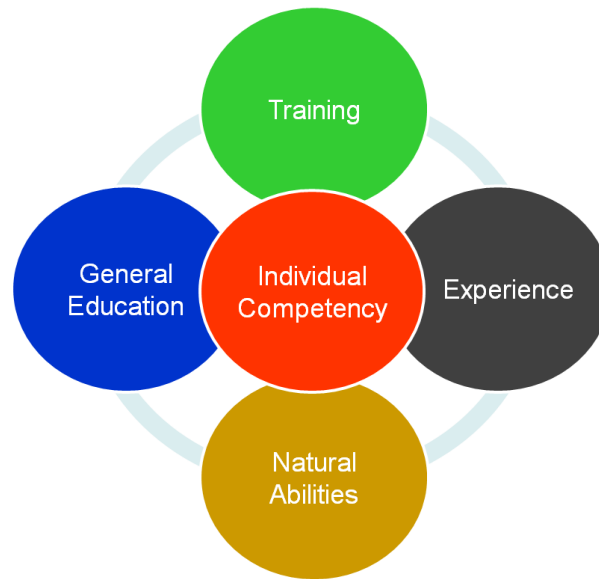 Training
General
Education
Individual
Competency
Experience
Natural
Abilities